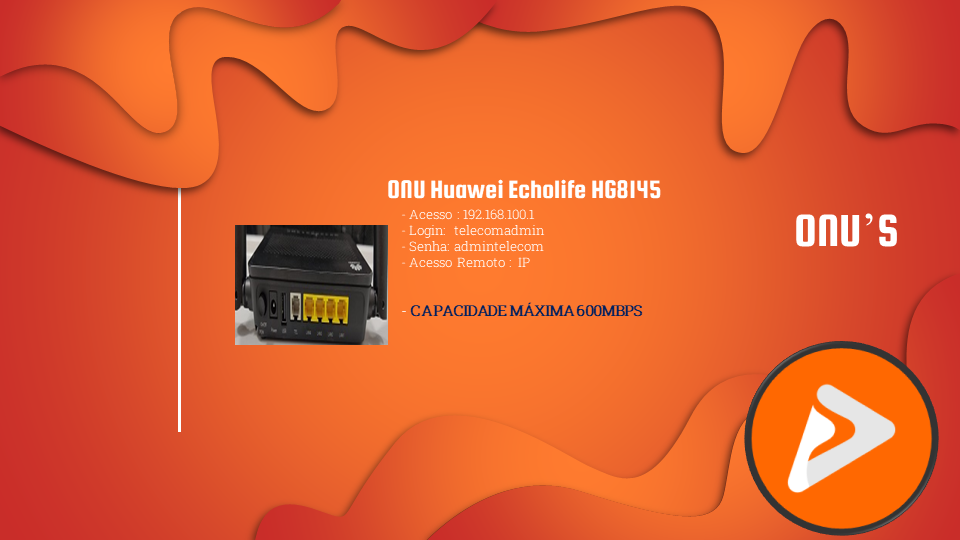 ONU Huawei Echolife HG8145
- Acesso : 192.168.100.1
- Login:  telecomadmin
- Senha: admintelecom
- Acesso Remoto :  IP
- CAPACIDADE MÁXIMA 600MBPS
ONU’S